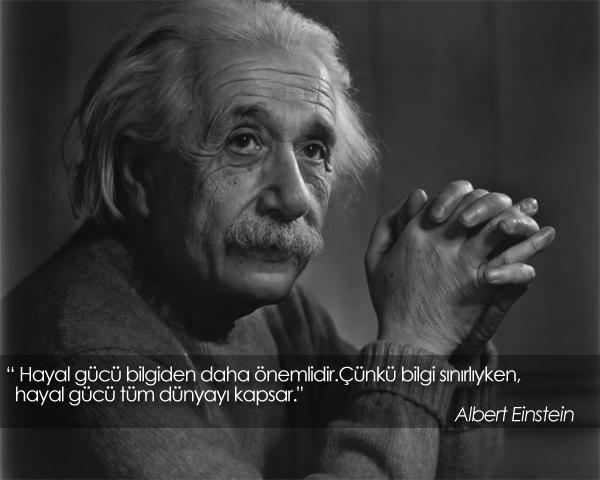 “ Hayal gücü bilgiden daha önemlidir.Çünkü bilgi sınırlıyken,
hayal gücü tüm dünyayı kapsar."
Albert Einstein